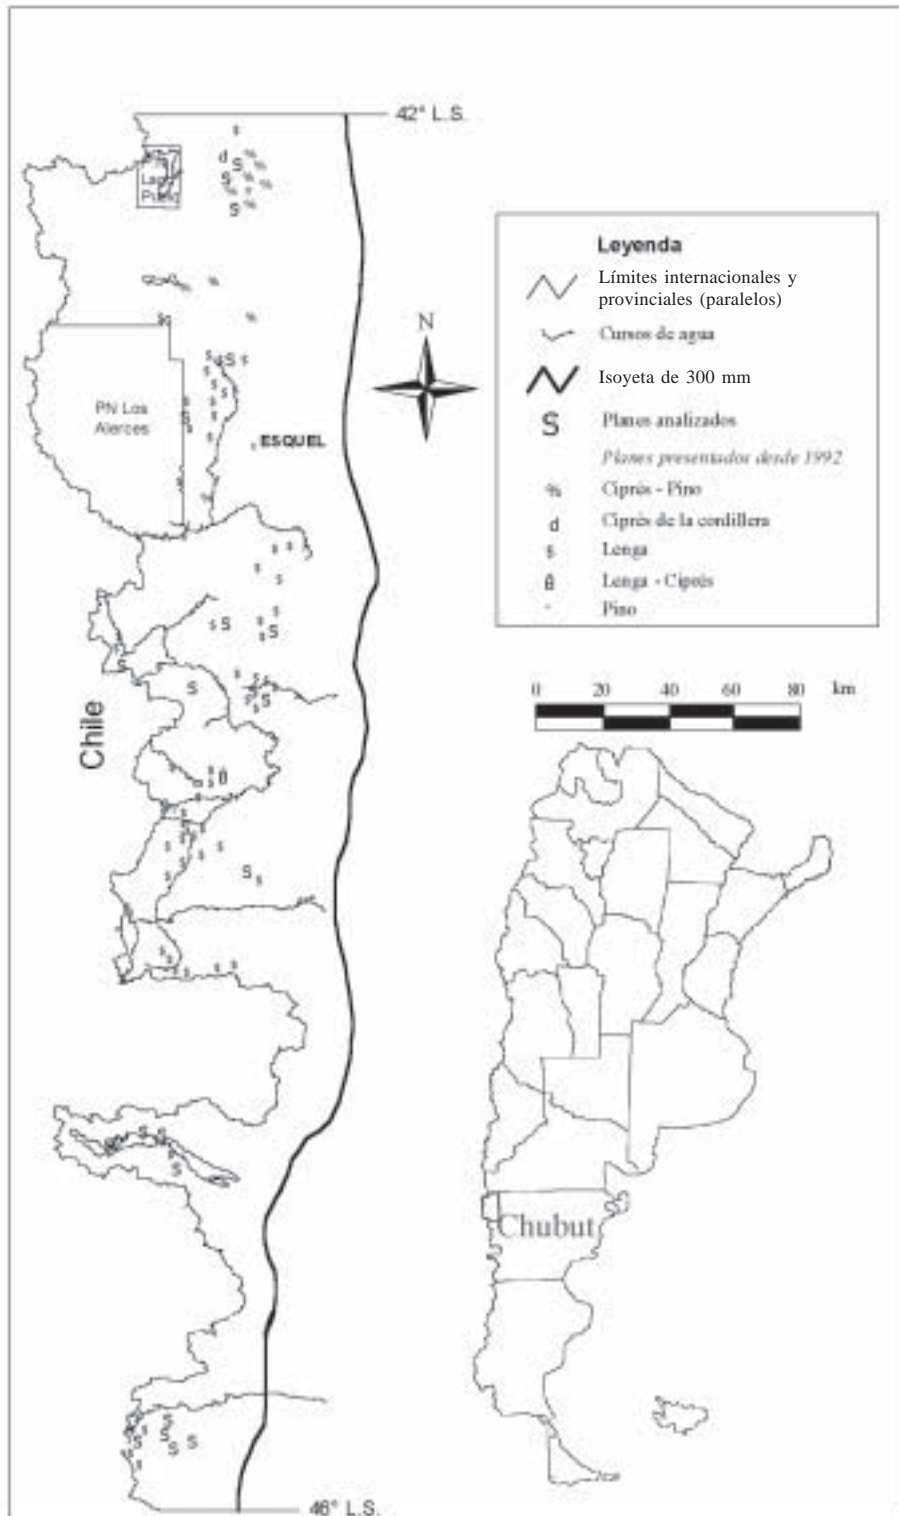 42° L.S.
Lago
Leyenda
Límites internacionales y
provinciales (paralelos)
Cursos de agua
Isoyeta de 300 mm
S Planes analizados
Planes presentados desde 1992
% Ciprés - Pino
d Ciprés de la cordillera
$ Lenga
Lenga - Ciprés
Pino
N
PN Los
Alerces
ESQUEL
0 20 40 60 80 km
Chile
Chubut
46° L.S.